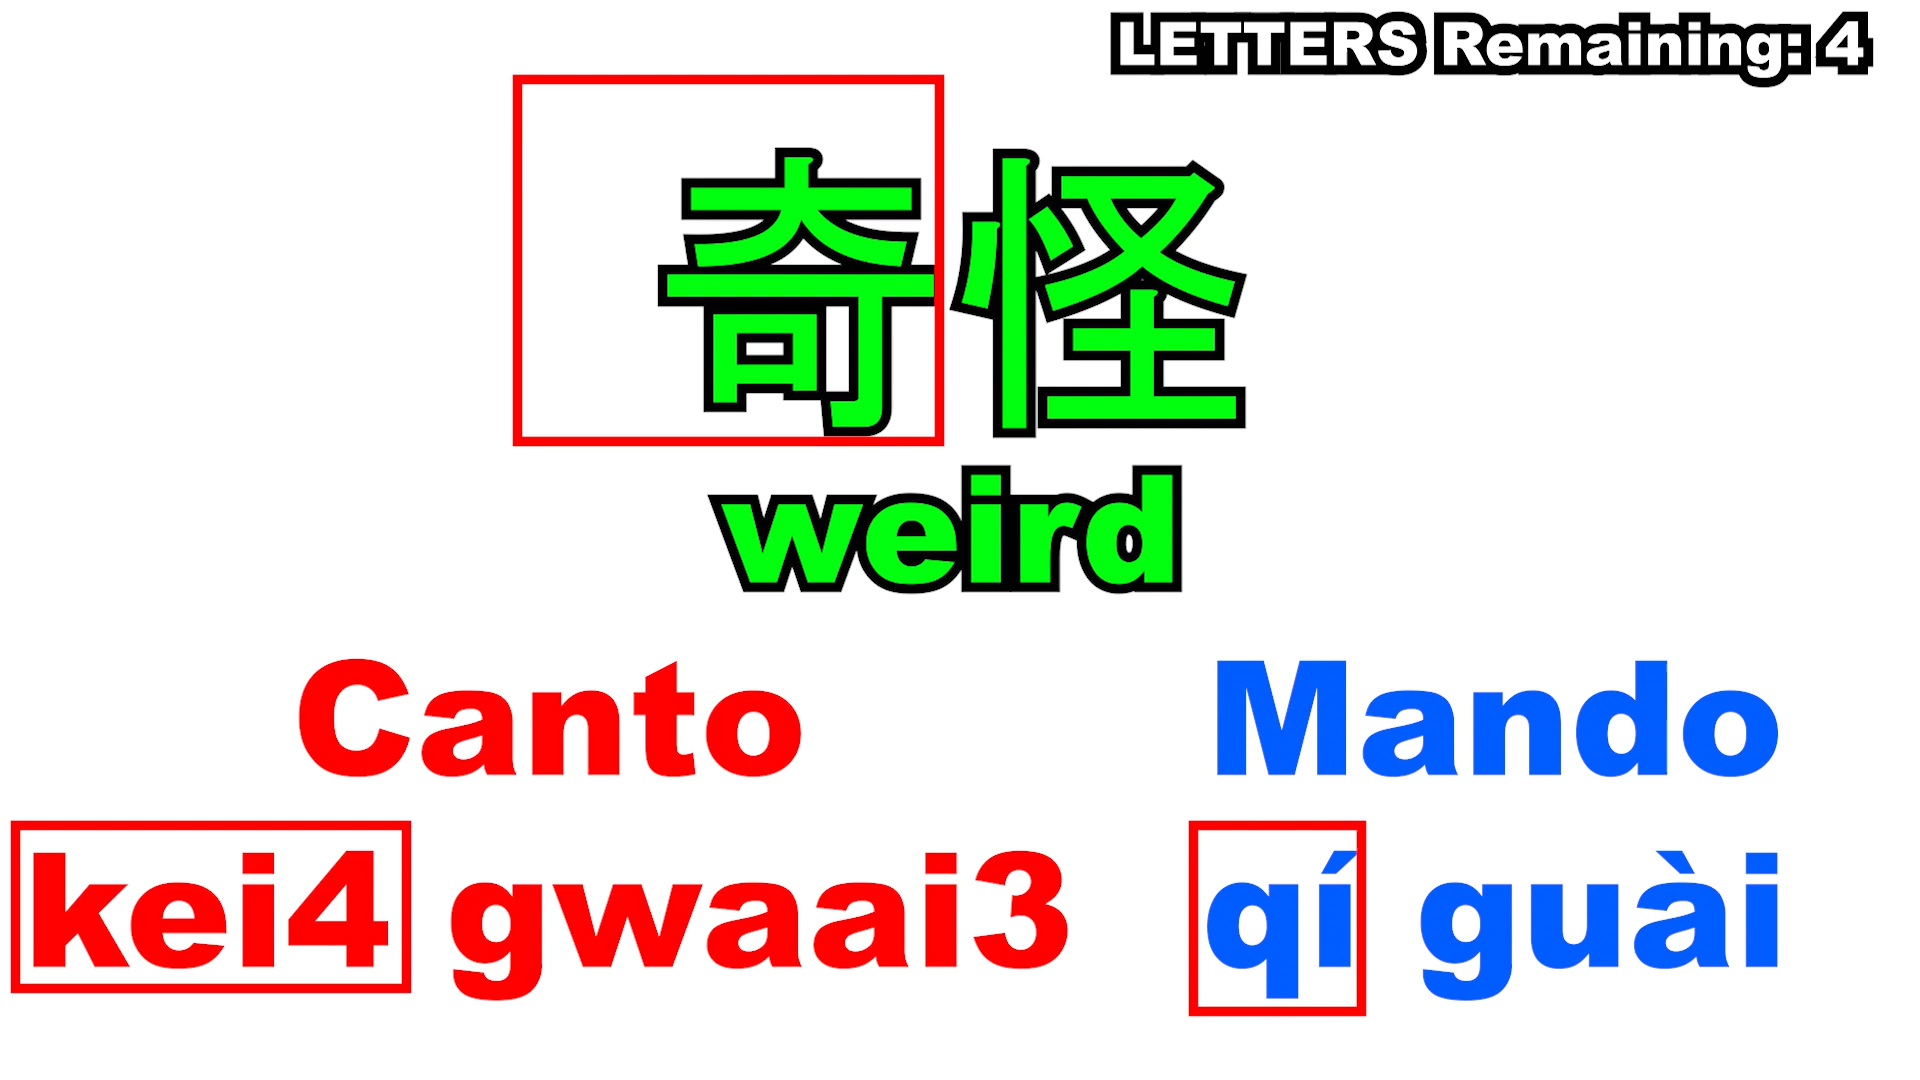 LETTERS Remaining: 4
奇怪
weird
Canto Mando
kei4 gwaai3 qí guài